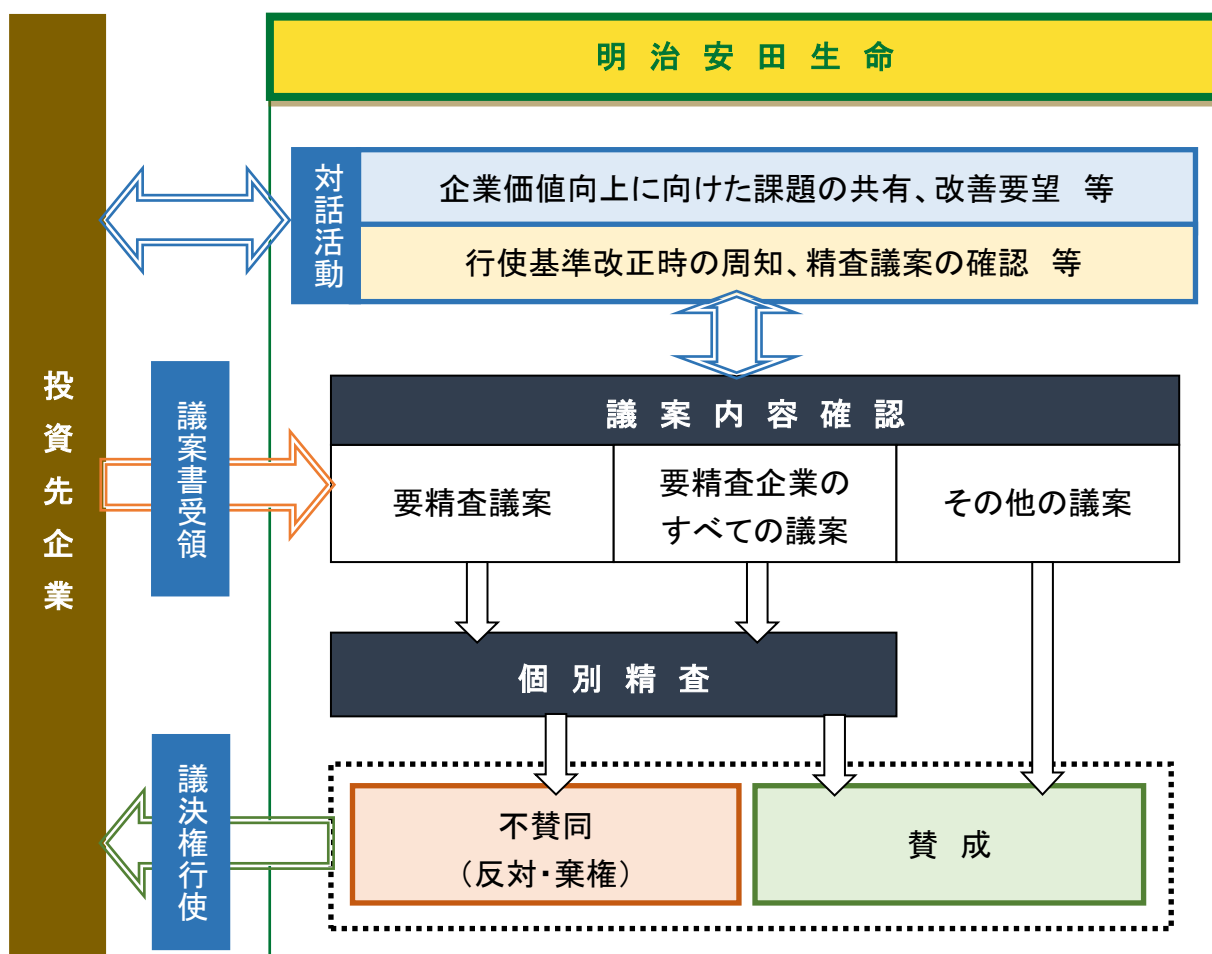 明治安田生命
投資先企業
対話活動
企業価値向上に向けた課題の共有、改善要望 等
行使基準改正時の周知、精査議案の確認 等
議案書受領
議案内容確認
要精査議案
要精査企業の
すべての議案
その他の議案
個別精査
議決権行使
不賛同
（反対・棄権）
賛成